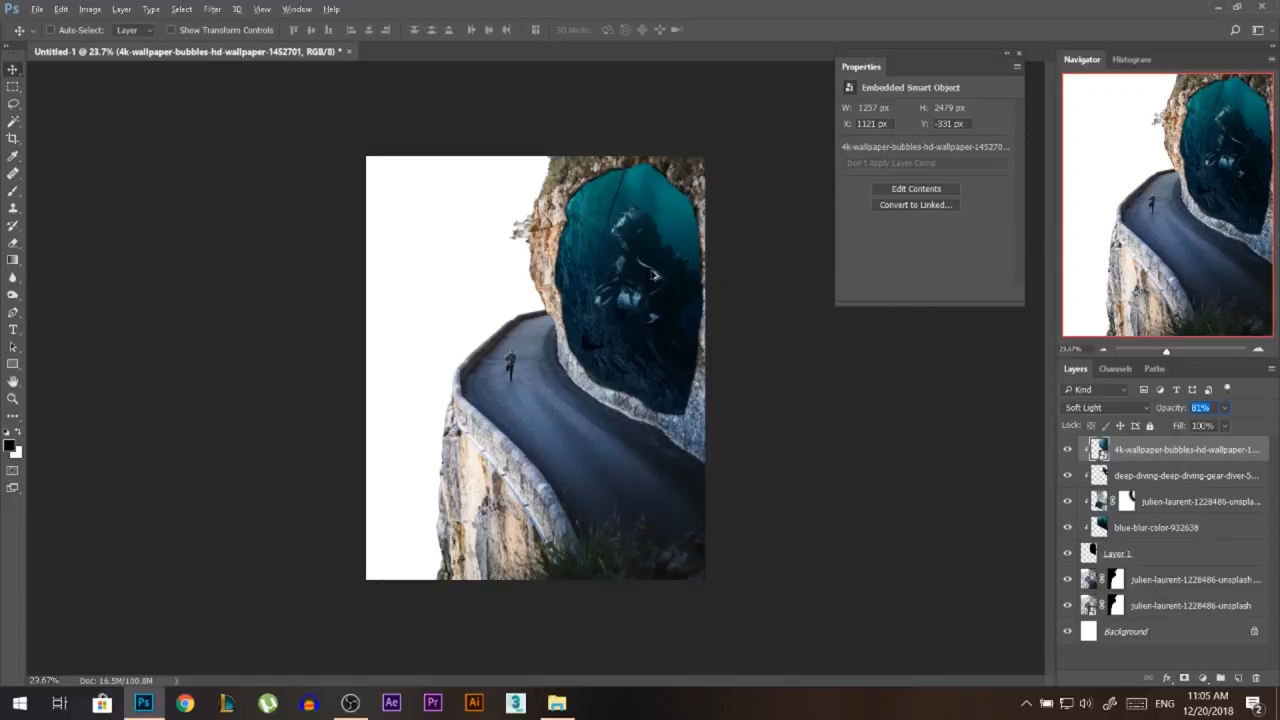 Ps File Edit Image Layer Type Select Filter 3D View Window Help
Auto-Select: Layer Show Transform Controls 3D Mode:
Untitled-1 @ 23.7% (4k-wallpaper-bubbles-hd-wallpaper-1452701, RGB/8) * ×
Properties
Embedded Smart Object
W: 1257 px H: 2479 px
X: 1121 px Y: -331 px
4k-wallpaper-bubbles-hd-wallpaper-145270...
Don't Apply Layer Comp
Edit Contents
Convert to Linked...
Navigator Histogram
23.67%
Layers Channels Paths
Kind
Soft Light Opacity: 81%
Lock: Fill: 100%
4k-wallpaper-bubbles-hd-wallpaper-1...
deep-diving-deep-diving-gear-diver-5...
julien-laurent-1228486-unspla...
blue-blur-color-932638
Layer 1
julien-laurent-1228486-unsplash ...
julien-laurent-1228486-unsplash
Background
23.67% Doc: 16.5M/100.8M
Ps Ae Pr Ai 3 ENG 11:05 AM
12/20/2018 2